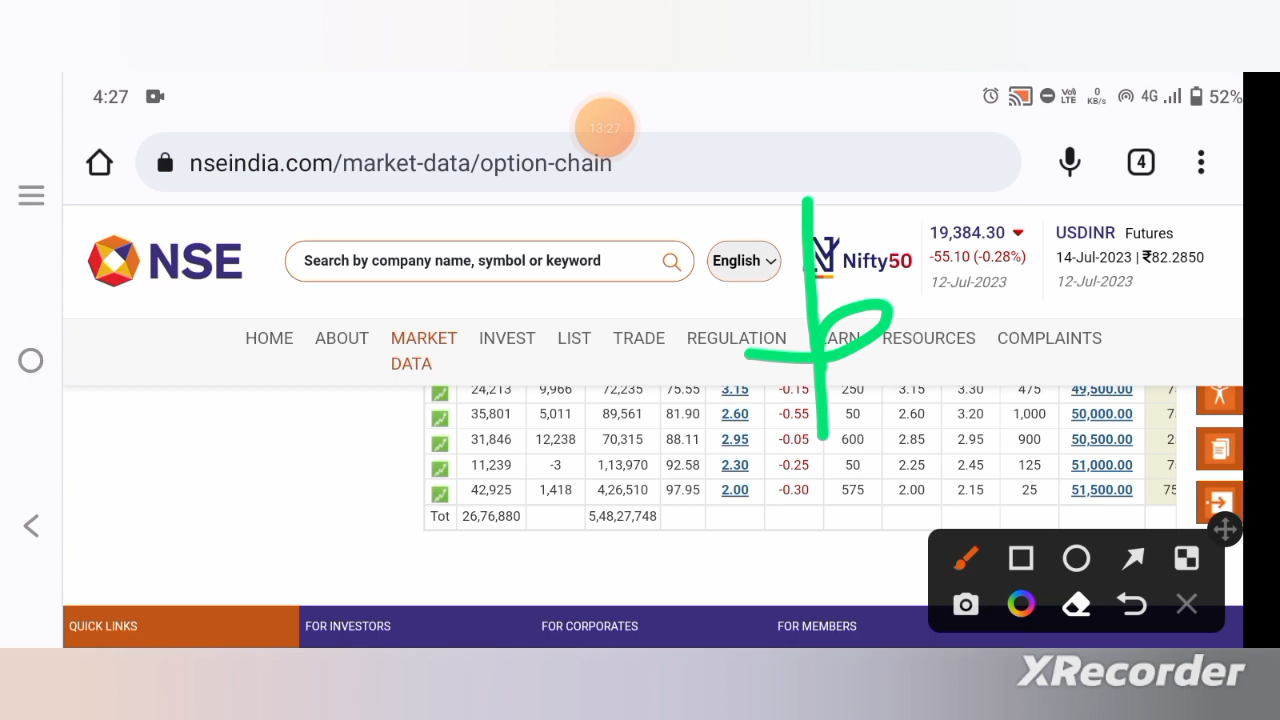 4:27
VoI) LTE 0 KB/s 4G 52%
13:27
nseindia.com/market-data/option-chain
4
NSE
Search by company name, symbol or keyword
English
Nifty50
19,384.30
-55.10 (-0.28%)
12-Jul-2023
USDINR Futures
14-Jul-2023 | ₹82.2850
12-Jul-2023
HOME ABOUT MARKET DATA INVEST LIST TRADE REGULATION EARN RESOURCES COMPLAINTS
24,213 9,966 72,235 75.55 3.15 -0.15 250 3.15 3.30 475 49,500.00
35,801 5,011 89,561 81.90 2.60 -0.55 50 2.60 3.20 1,000 50,000.00
31,846 12,238 70,315 88.11 2.95 -0.05 600 2.85 2.95 900 50,500.00
11,239 -3 1,13,970 92.58 2.30 -0.25 50 2.25 2.45 125 51,000.00
42,925 1,418 4,26,510 97.95 2.00 -0.30 575 2.00 2.15 25 51,500.00
Tot 26,76,880 5,48,27,748
QUICK LINKS FOR INVESTORS FOR CORPORATES FOR MEMBERS
XRecorder